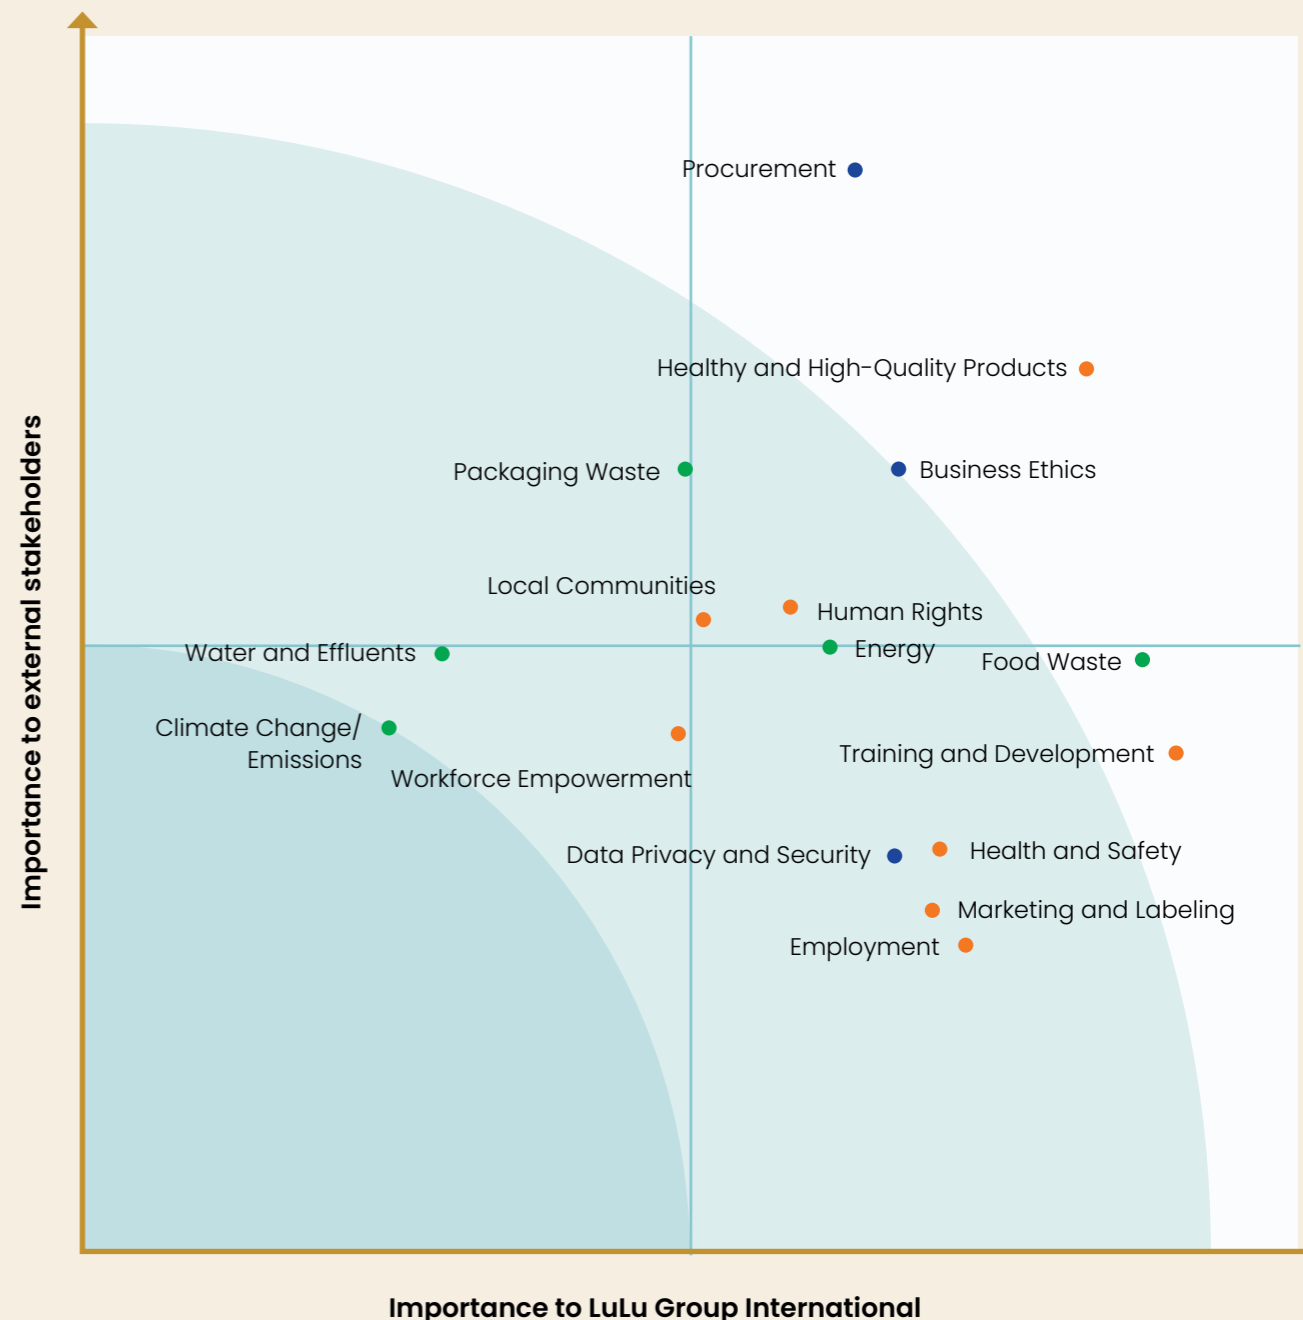 Procurement
Healthy and High-Quality Products
Packaging Waste
Business Ethics
Local Communities
Human Rights
Water and Effluents
Energy
Food Waste
Climate Change/
Emissions
Workforce Empowerment
Training and Development
Data Privacy and Security
Health and Safety
Marketing and Labeling
Employment
Importance to external stakeholders
Importance to LuLu Group International